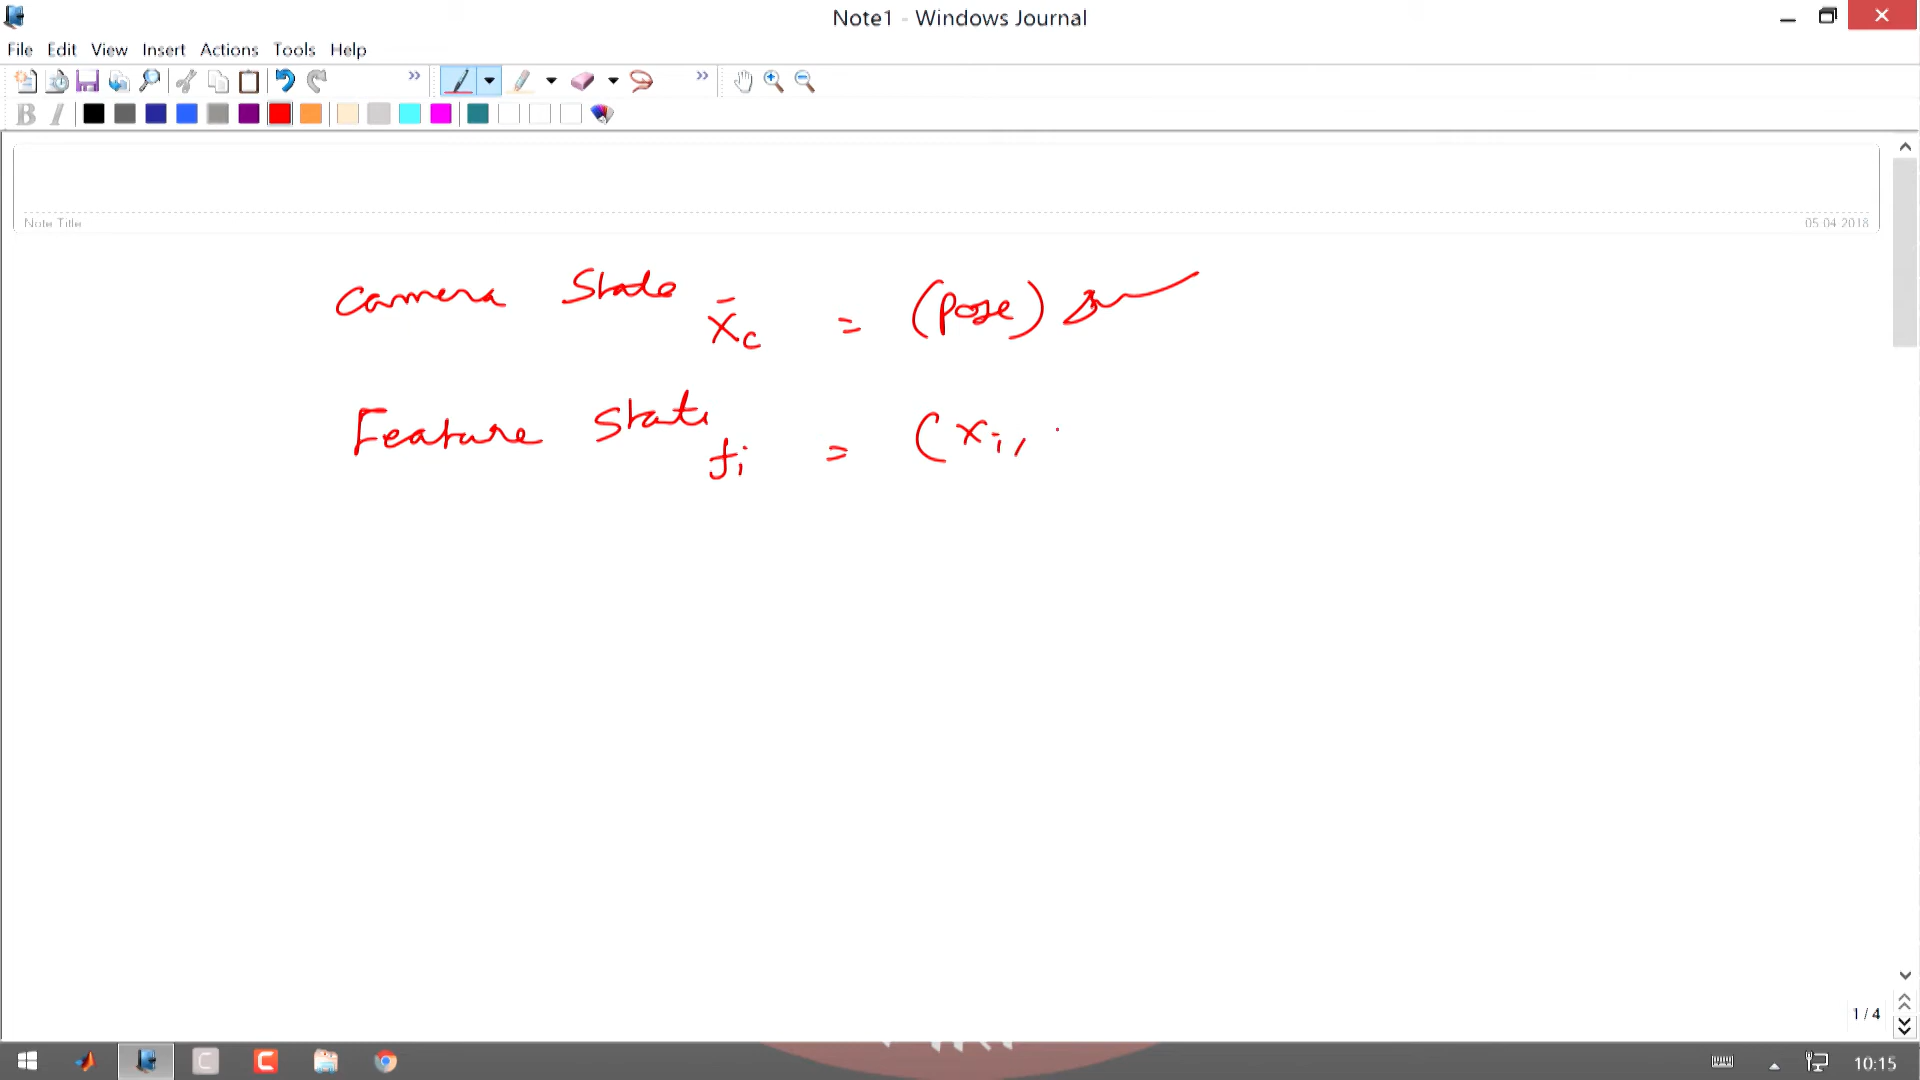 Note1 - Windows Journal
File Edit View Insert Actions Tools Help
B I
Note Title
05-04-2018
Camera State x̄c = (Pose)
Feature State fi = (xi,
1 / 4
10:15